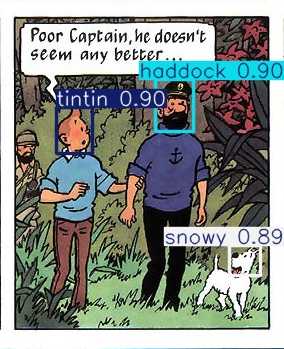 Poor Captain, he doesn't
seem any better...
haddock 0.90
tintin 0.90
snowy 0.89